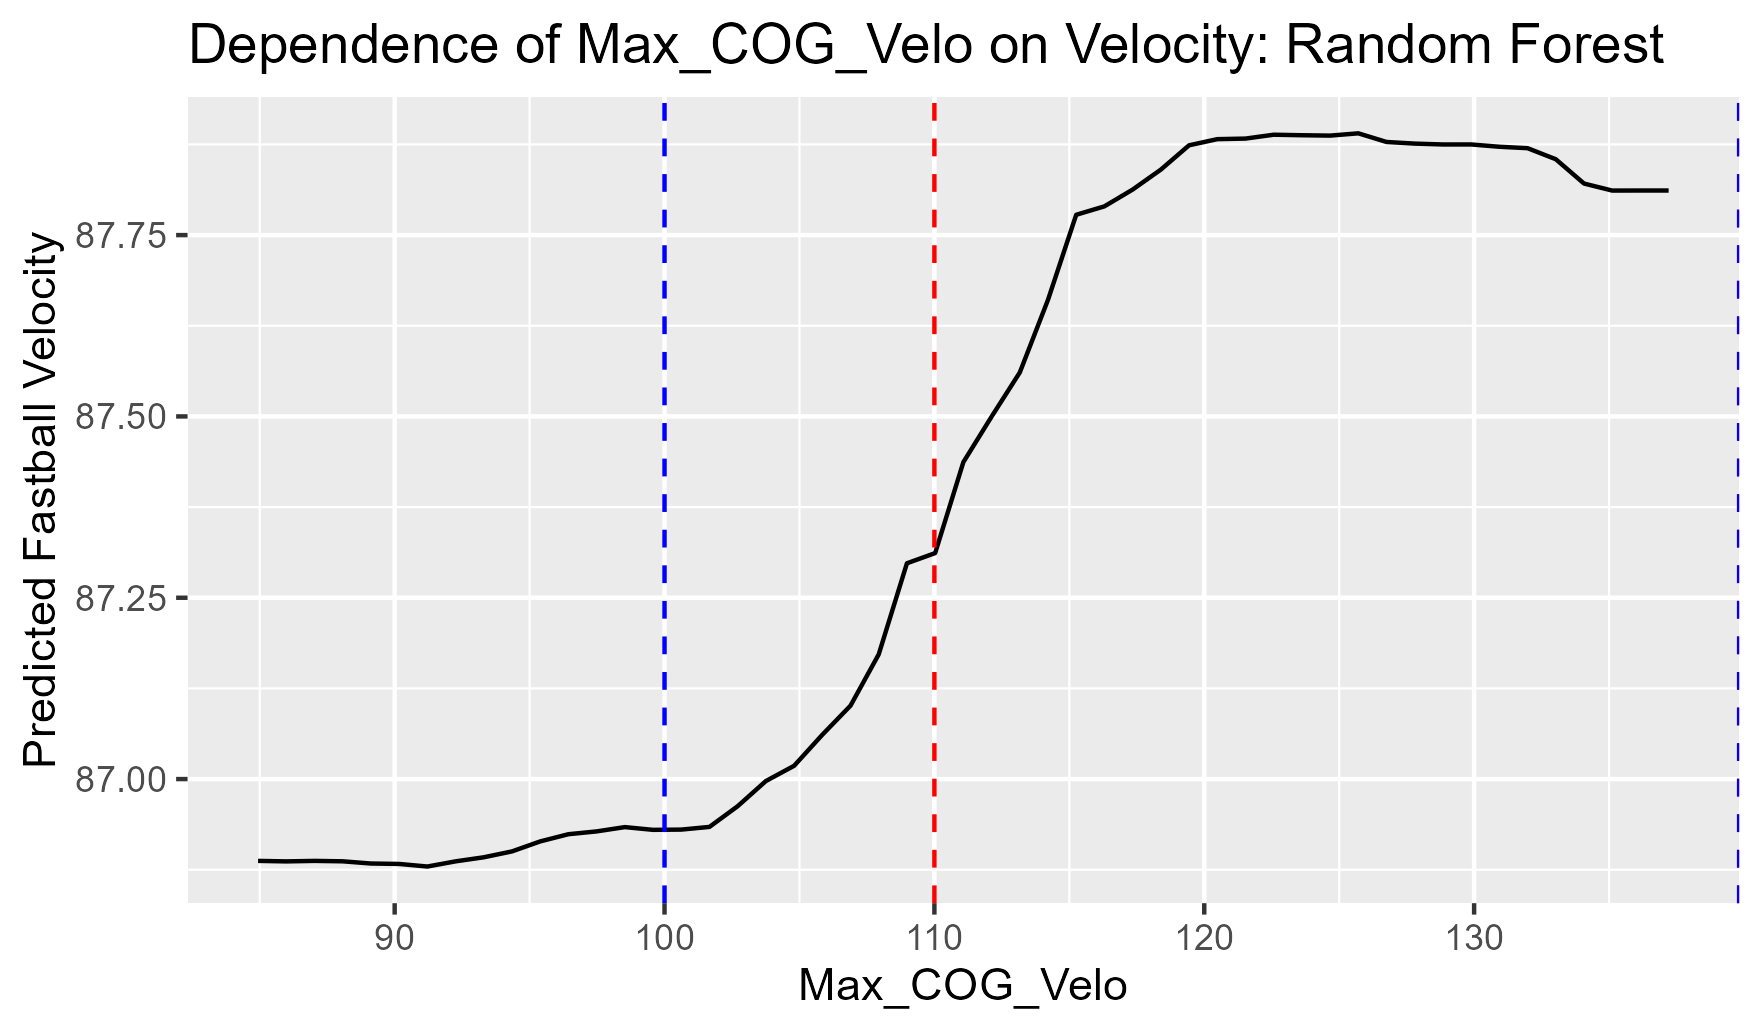 Dependence of Max_COG_Velo on Velocity: Random Forest
Predicted Fastball Velocity
87.75
87.50
87.25
87.00
90 100 110 120 130
Max_COG_Velo